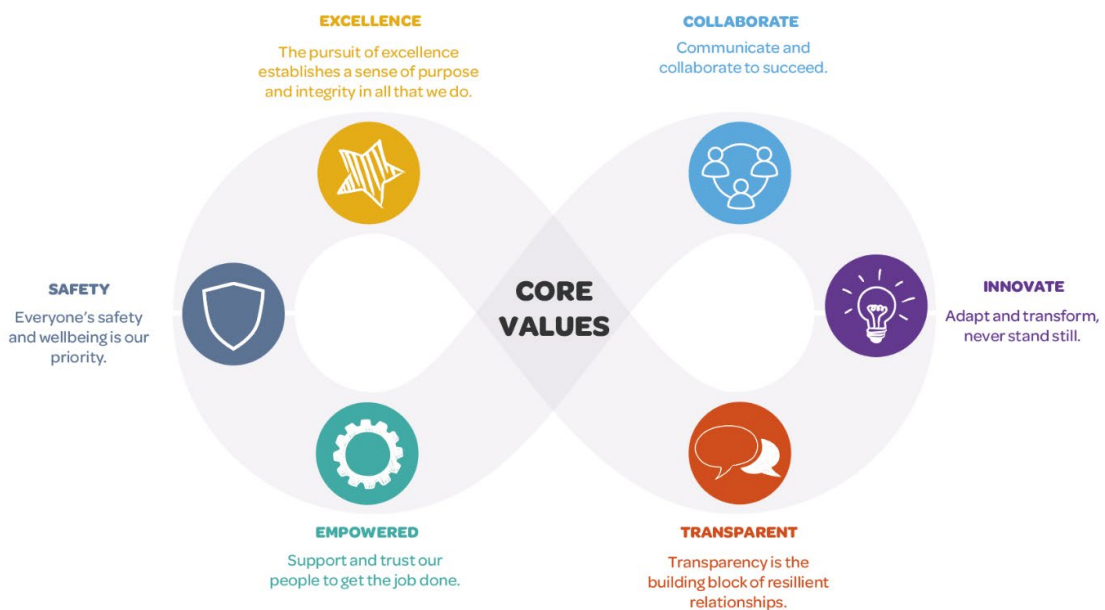 EXCELLENCE
The pursuit of excellence
establishes a sense of purpose
and integrity in all that we do.
COLLABORATE
Communicate and
collaborate to succeed.
SAFETY
Everyone’s safety
and wellbeing is our
priority.
CORE
VALUES
INNOVATE
Adapt and transform,
never stand still.
EMPOWERED
Support and trust our
people to get the job done.
TRANSPARENT
Transparency is the
building block of resillient
relationships.